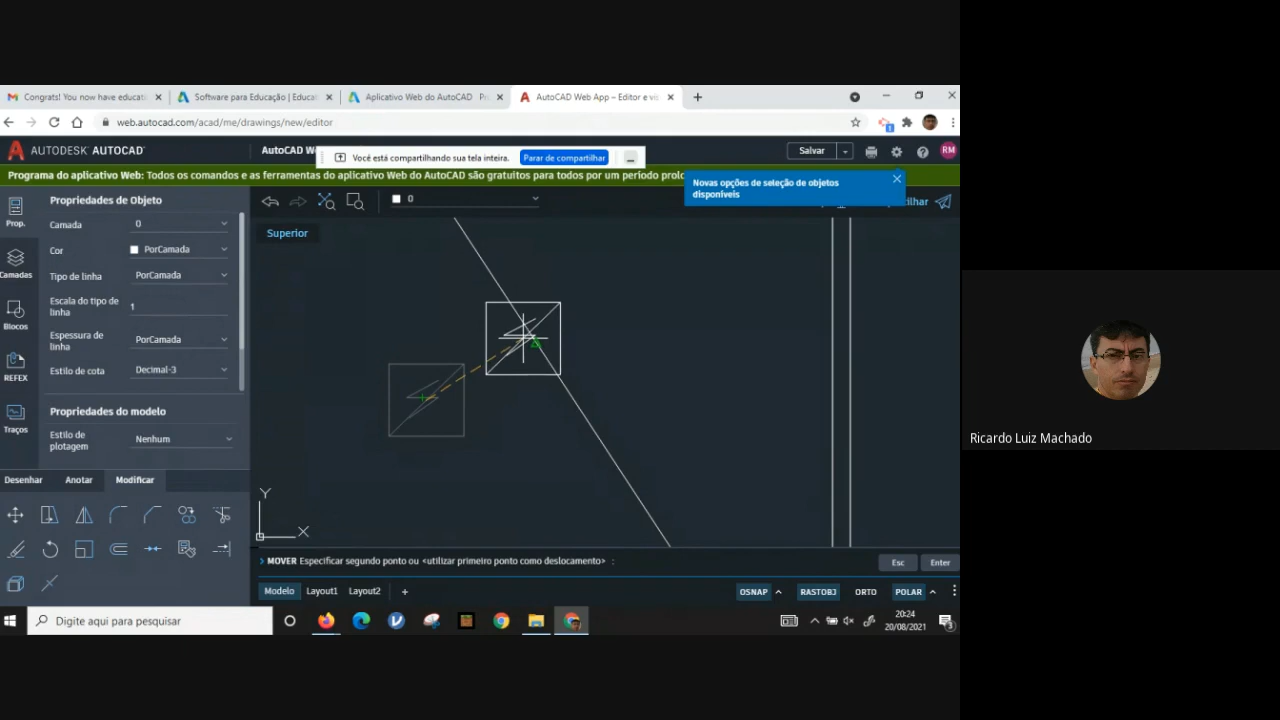 Congrats! You now have educati
Software para Educação | Educat
Aplicativo Web do AutoCAD
AutoCAD Web App – Editor e vis
web.autocad.com/acad/me/drawings/new/editor
AUTODESK® AUTOCAD®
AutoCAD W
Você está compartilhando sua tela inteira.
Parar de compartilhar
Salvar
RM
Programa do aplicativo Web: Todos os comandos e as ferramentas do aplicativo Web do AutoCAD são gratuitos para todos por um período prolo
Novas opções de seleção de objetos
disponíveis
ilhar
Prop.
Camadas
Blocos
REFEX
Traços
Propriedades de Objeto
Camada 0
Cor PorCamada
Tipo de linha PorCamada
Escala do tipo de
linha 1
Espessura de
linha PorCamada
Estilo de cota Decimal-3
Propriedades do modelo
Estilo de
plotagem Nenhum
Desenhar Anotar Modificar
0
Superior
Y
X
MOVER Especificar segundo ponto ou <utilizar primeiro ponto como deslocamento> :
Esc Enter
Modelo Layout1 Layout2 +
OSNAP RASTOBJ ORTO POLAR
Digite aqui para pesquisar
20:24
20/08/2021
3
Ricardo Luiz Machado